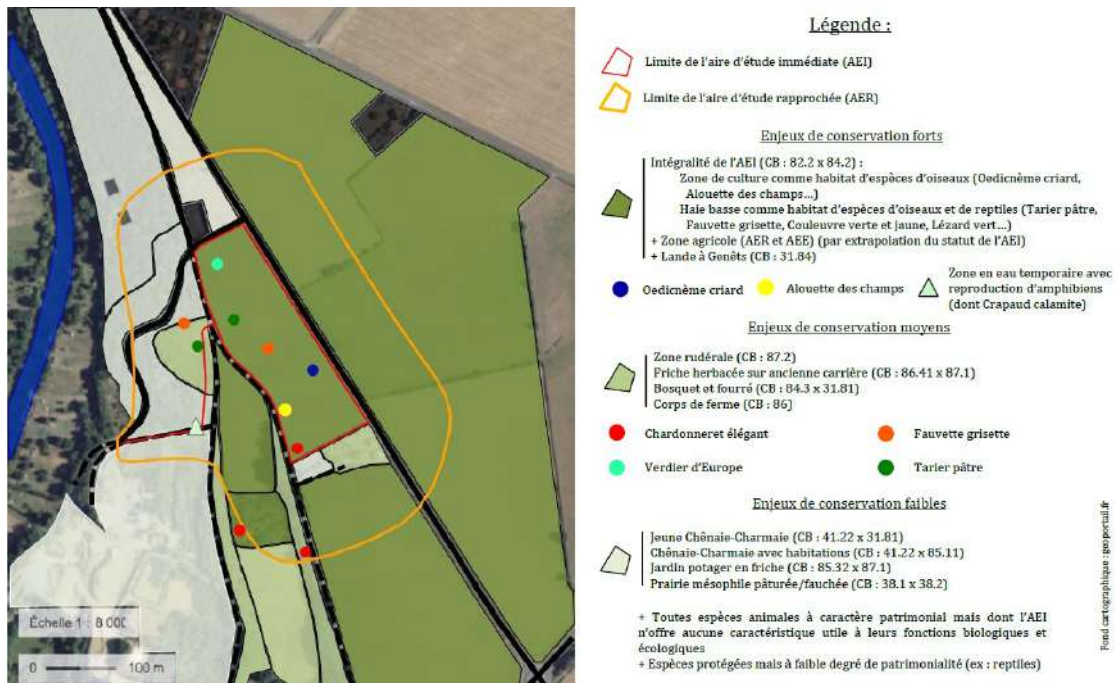 Légende :
Limite de l'aire d'étude immédiate (AEI)
Limite de l'aire d'étude rapprochée (AER)
Enjeux de conservation forts
Intégralité de l'AEI (CB : 82.2 x 84.2) :
Zone de culture comme habitat d'espèces d'oiseaux (Oedicnème criard,
Alouette des champs...)
Haie basse comme habitat d'espèces d'oiseaux et de reptiles (Tarier pâtre,
Fauvette grisette, Couleuvre verte et jaune, Lézard vert...)
+ Zone agricole (AER et AEE) (par extrapolation du statut de l'AEI)
+ Lande à Genêts (CB : 31.84)
Oedicnème criard
Alouette des champs
Zone en eau temporaire avec
reproduction d'amphibiens
(dont Crapaud calamite)
Enjeux de conservation moyens
Zone rudérale (CB : 87.2)
Friche herbacée sur ancienne carrière (CB : 86.41 x 87.1)
Bosquet et fourré (CB : 84.3 x 31.81)
Corps de ferme (CB : 86)
Chardonneret élégant
Fauvette grisette
Verdier d'Europe
Tarier pâtre
Enjeux de conservation faibles
Jeune Chênaie-Charmaie (CB : 41.22 x 31.81)
Chênaie-Charmaie avec habitations (CB : 41.22 x 85.11)
Jardin potager en friche (CB : 85.32 x 87.1)
Prairie mésophile pâturée/fauchée (CB : 38.1 x 38.2)
+ Toutes espèces animales à caractère patrimonial mais dont l'AEI
n'offre aucune caractéristique utile à leurs fonctions biologiques et
écologiques
+ Espèces protégées mais à faible degré de patrimonialité (ex : reptiles)
Fond cartographique : geoportail.fr
Échelle 1 : 8 000
0 100 m